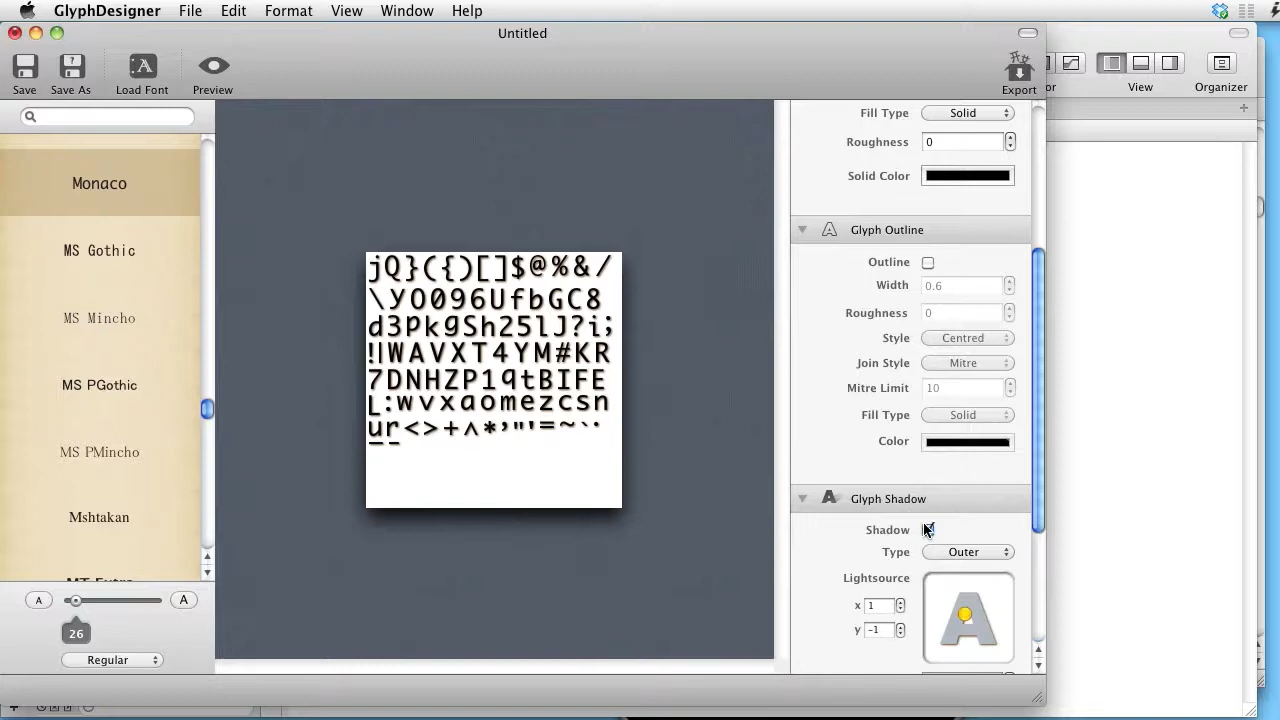 GlyphDesigner File Edit Format View Window Help
Untitled
Save Save As Load Font Preview Export
View Organizer
Monaco
MS Gothic
MS Mincho
MS PGothic
MS PMincho
Mshtakan
MT Extra
A A
26
Regular
jQ}({)[]$@%&/
\yO096UfbGC8
d3PkgSh25lJ?i;
!|WAVXT4YM#KR
7DNHZP1qtBIFE
L:wvxaomezcsn
ur<>+^*,"'=~`.
Fill Type Solid
Roughness 0
Solid Color
Glyph Outline
Outline
Width 0.6
Roughness 0
Style Centred
Join Style Mitre
Mitre Limit 10
Fill Type Solid
Color
Glyph Shadow
Shadow
Type Outer
Lightsource
x 1
y -1
A